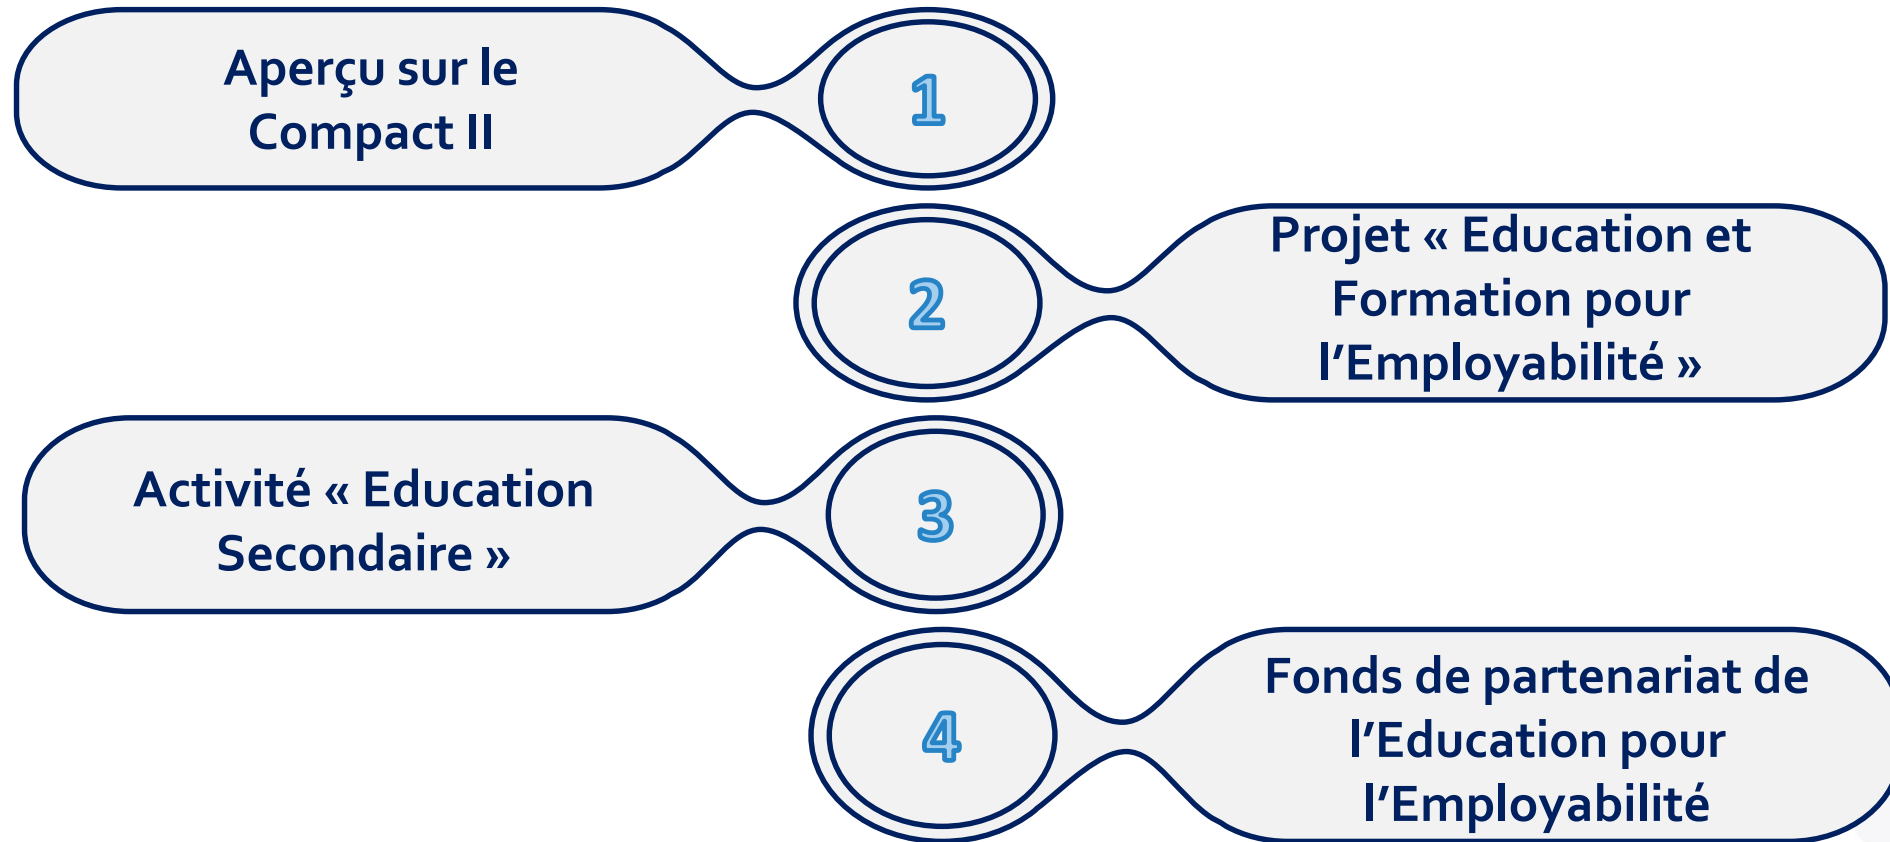 Aperçu sur le
Compact II
1
2
Projet « Education et
Formation pour
l’Employabilité »
Activité « Education
Secondaire »
3
4
Fonds de partenariat de
l’Education pour
l’Employabilité